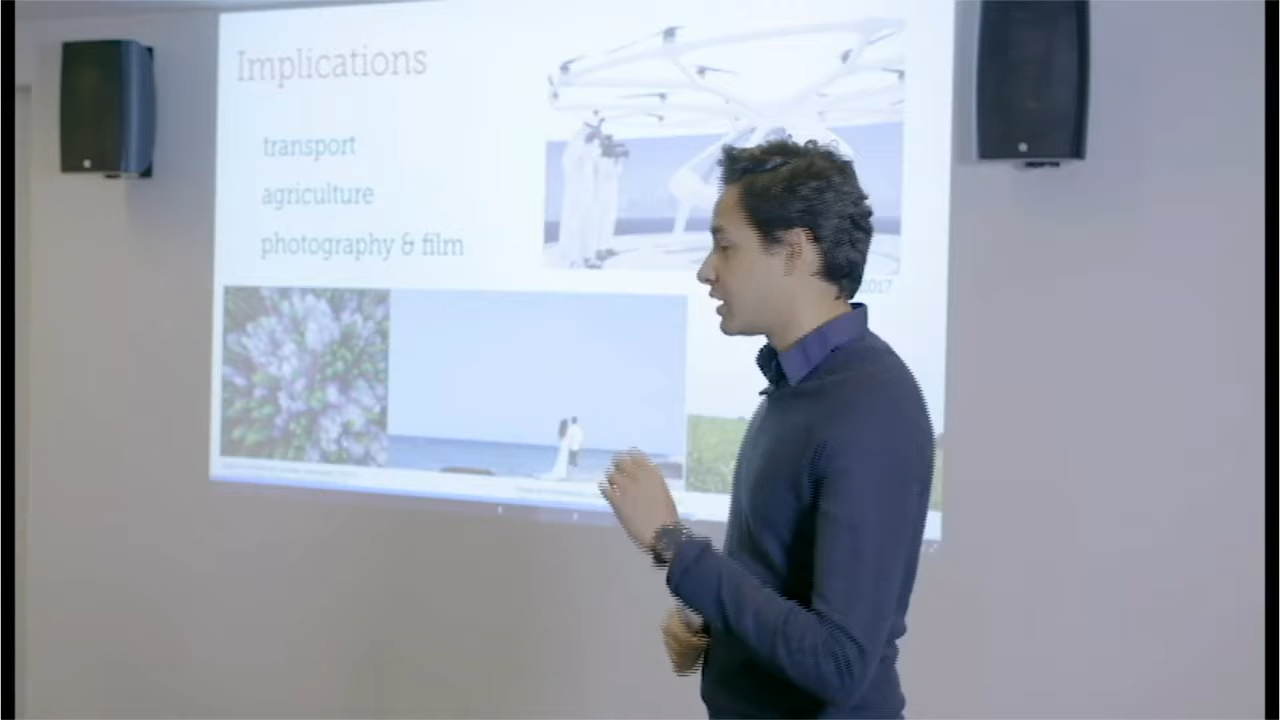 Implications
transport
agriculture
photography & film
2017